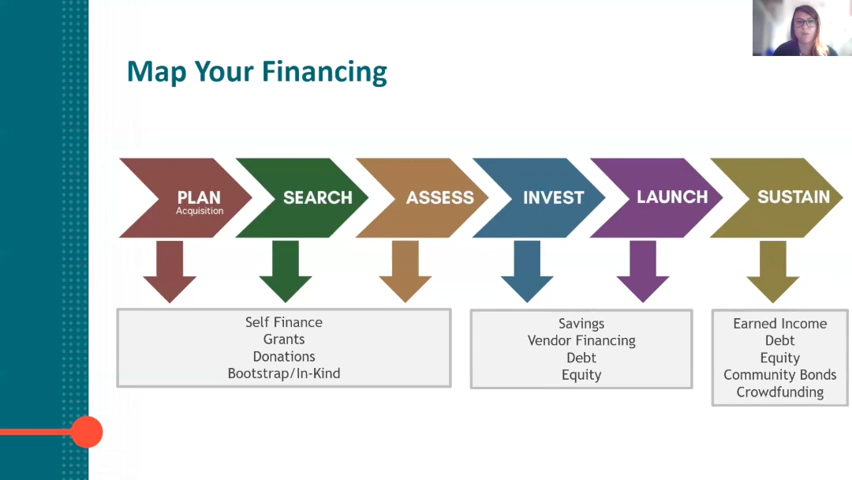 Map Your Financing
PLAN
Acquisition
SEARCH
ASSESS
INVEST
LAUNCH
SUSTAIN
Self Finance
Grants
Donations
Bootstrap/In-Kind
Savings
Vendor Financing
Debt
Equity
Earned Income
Debt
Equity
Community Bonds
Crowdfunding